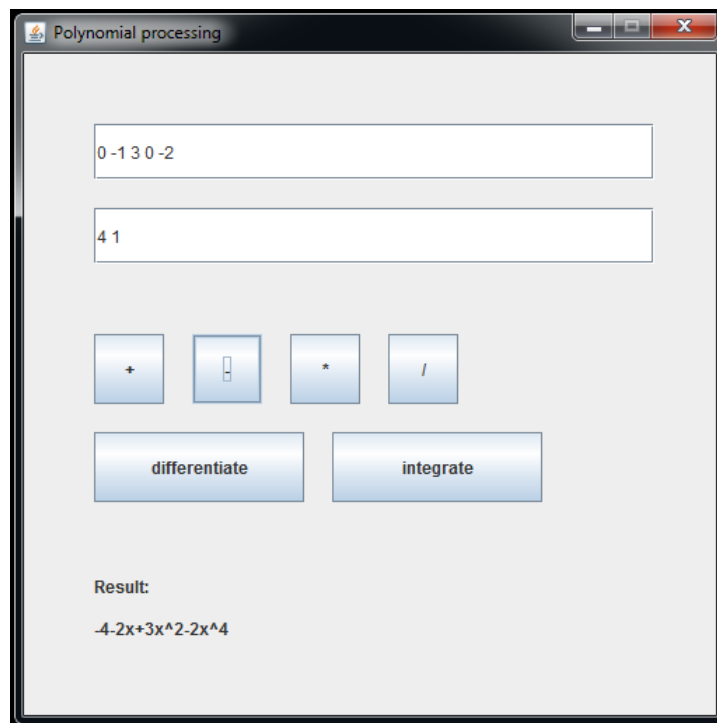 Polynomial processing
0 -1 3 0 -2
4 1
+ - * /
differentiate integrate
Result:
-4-2x+3x^2-2x^4